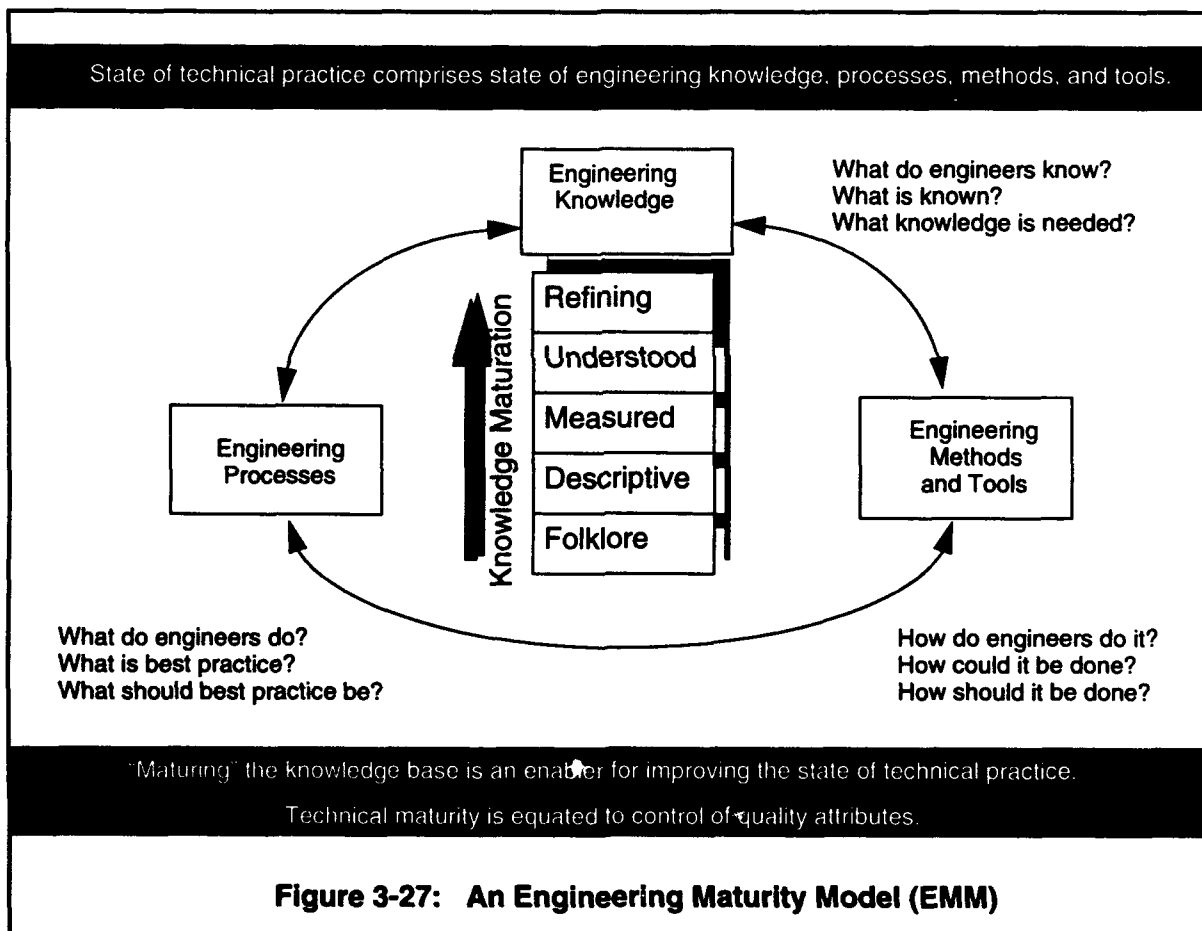 State of technical practice comprises state of engineering knowledge, processes, methods, and tools.
Engineering
Knowledge
What do engineers know?
What is known?
What knowledge is needed?
Knowledge Maturation
Refining
Understood
Measured
Descriptive
Folklore
Engineering
Processes
Engineering
Methods
and Tools
What do engineers do?
What is best practice?
What should best practice be?
How do engineers do it?
How could it be done?
How should it be done?
"Maturing" the knowledge base is an enabler for improving the state of technical practice.
Technical maturity is equated to control of quality attributes.
Figure 3-27: An Engineering Maturity Model (EMM)